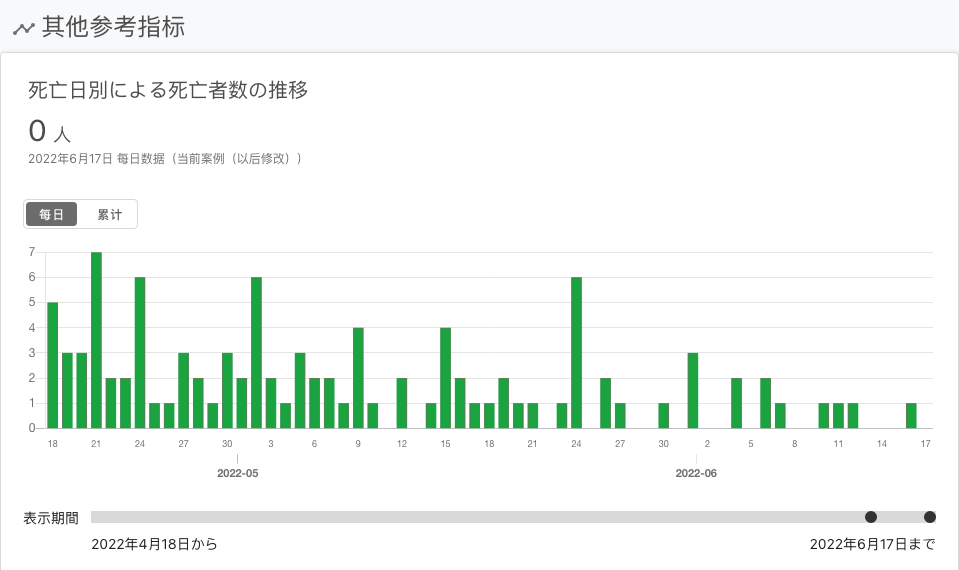 其他参考指标
死亡日別による死亡者数の推移
0 人
2022年6月17日 每日数据（当前案例（以后修改））
每日 累计
7
6
5
4
3
2
1
0
18 21 24 27 30 3 6 9 12 15 18 21 24 27 30 2 5 8 11 14 17
2022-05 2022-06
表示期間
2022年4月18日から 2022年6月17日まで